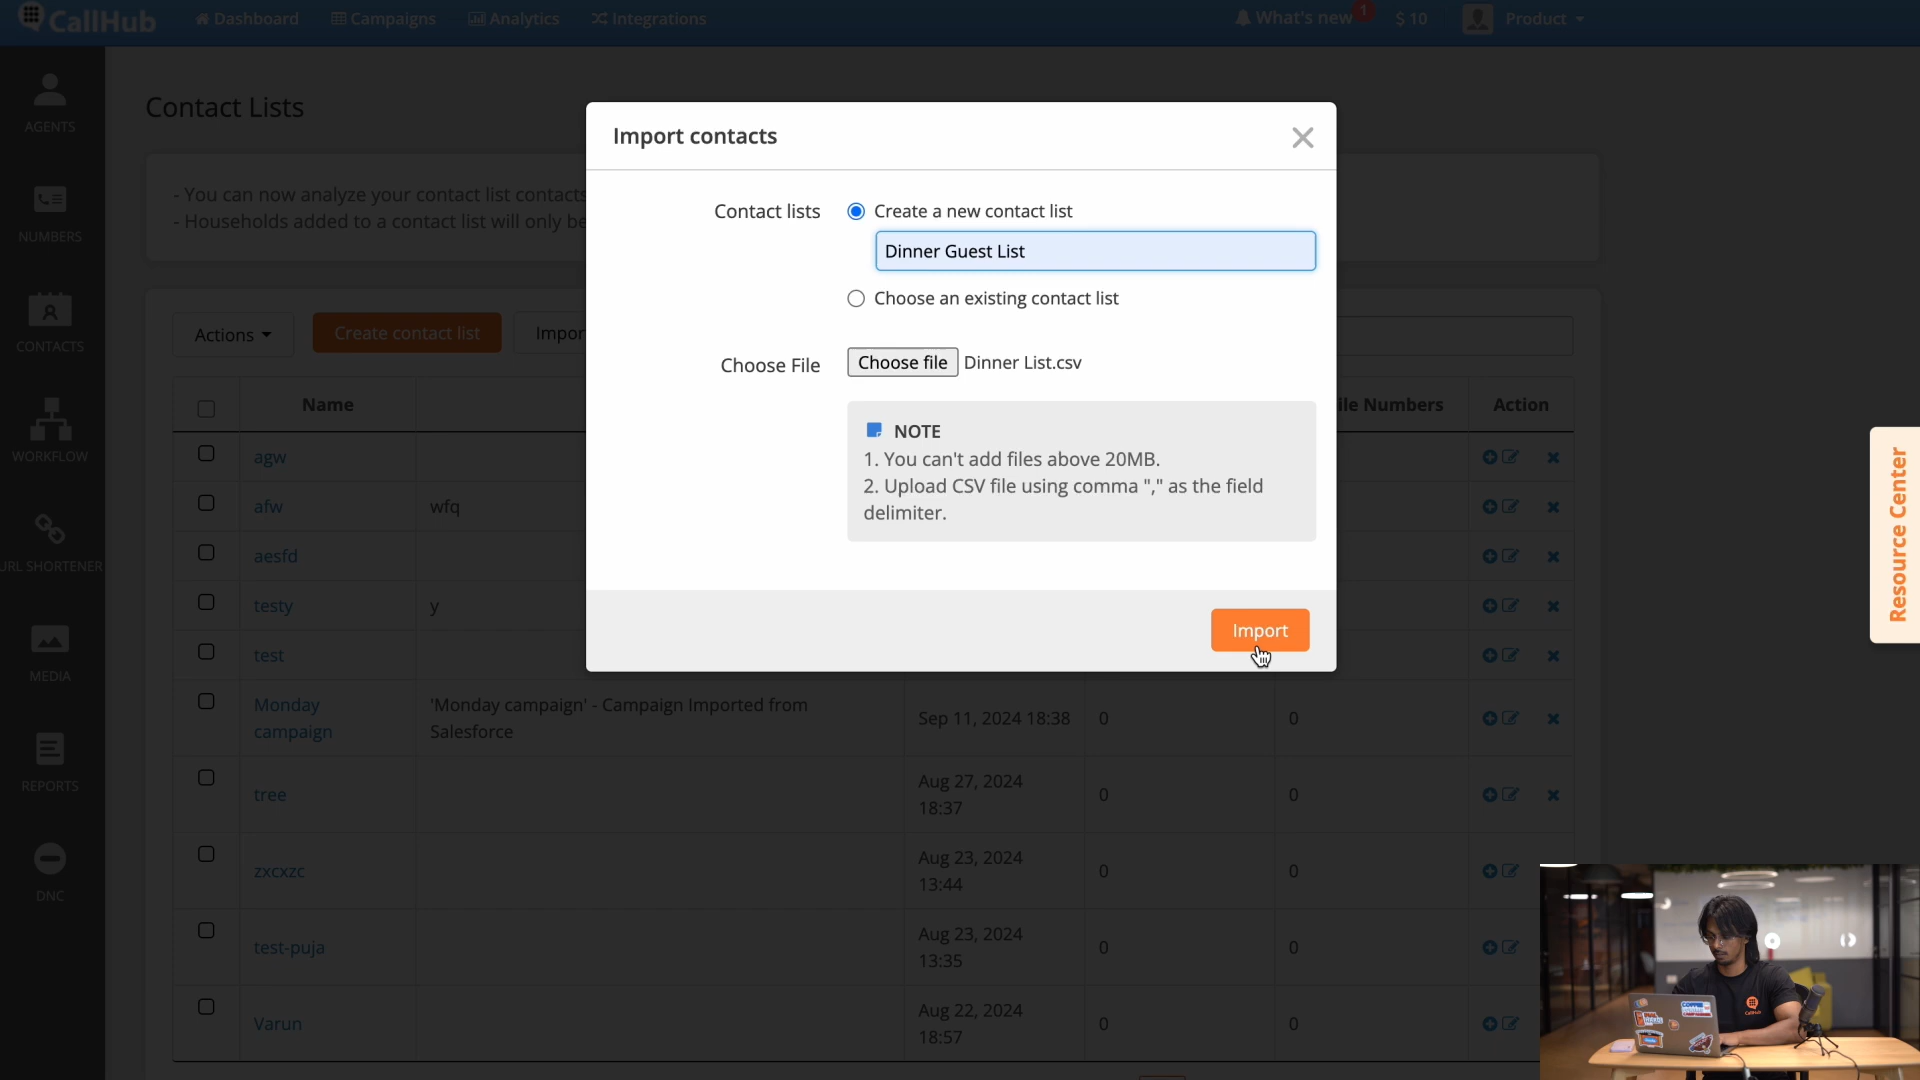 CallHub
Dashboard
Campaigns
Analytics
Integrations
What's new
1
$ 10
Product
AGENTS
NUMBERS
CONTACTS
WORKFLOW
URL SHORTENER
MEDIA
REPORTS
DNC
Contact Lists
- You can now analyze your contact list contacts
- Households added to a contact list will only be
Actions
Create contact list
Impor
Import contacts
Contact lists
Create a new contact list
Dinner Guest List
Choose an existing contact list
Choose File
Choose file Dinner List.csv
NOTE
1. You can't add files above 20MB.
2. Upload CSV file using comma "," as the field
delimiter.
Import
Name
ile Numbers
Action
agw
afw wfq
aesfd
testy y
test
Monday
campaign
'Monday campaign' - Campaign Imported from
Salesforce
Sep 11, 2024 18:38 0 0
tree
Aug 27, 2024
18:37
0 0
zxcxzc
Aug 23, 2024
13:44
0 0
test-puja
Aug 23, 2024
13:35
0 0
Varun
Aug 22, 2024
18:57
0 0
Resource Center